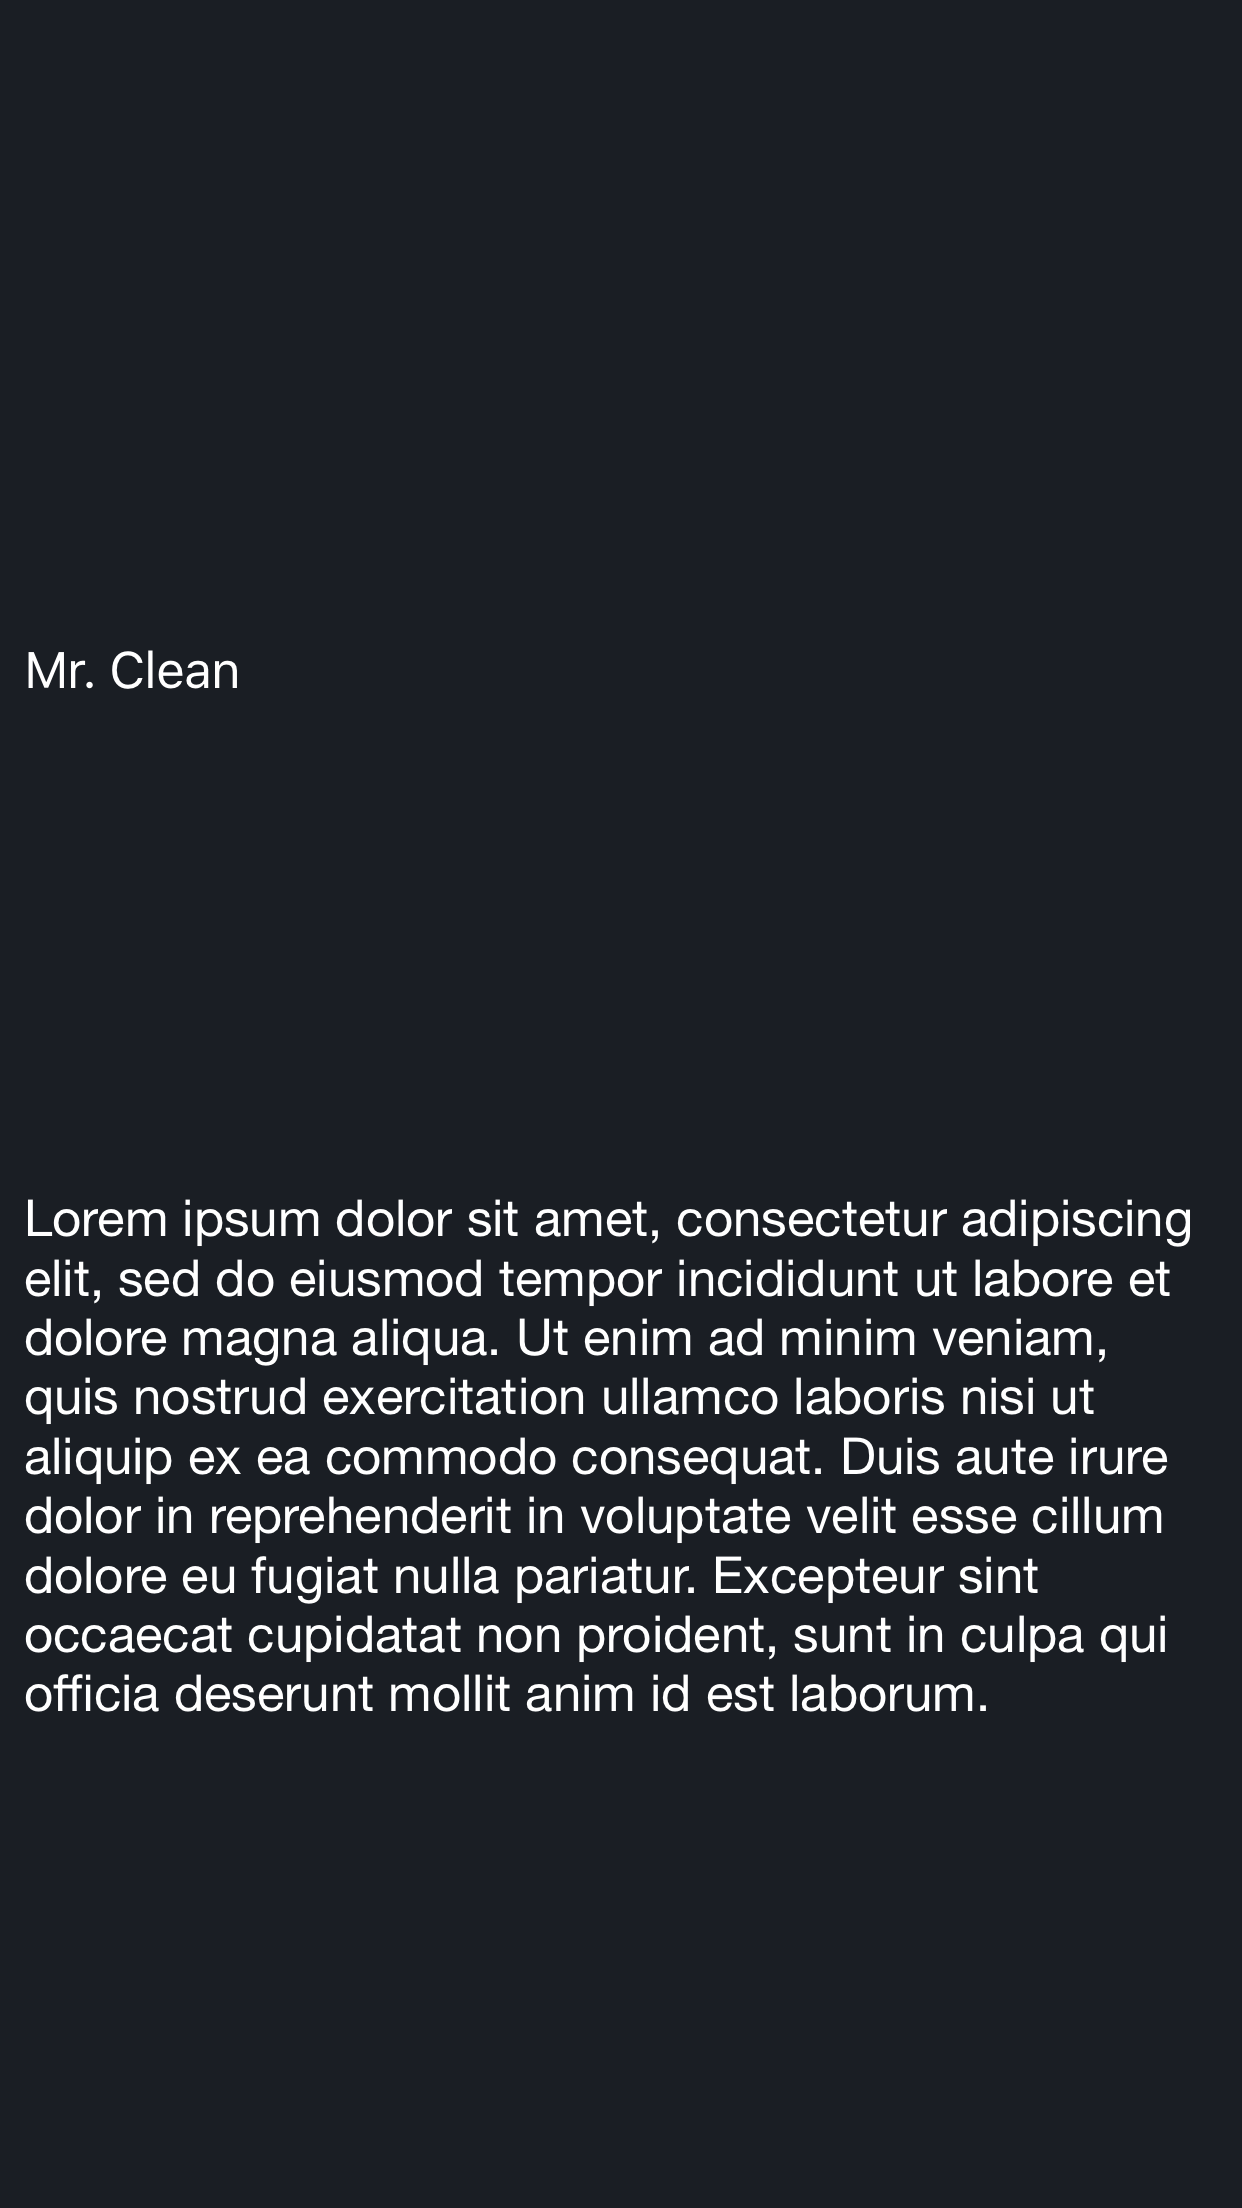 Mr. Clean
Lorem ipsum dolor sit amet, consectetur adipiscing
elit, sed do eiusmod tempor incididunt ut labore et
dolore magna aliqua. Ut enim ad minim veniam,
quis nostrud exercitation ullamco laboris nisi ut
aliquip ex ea commodo consequat. Duis aute irure
dolor in reprehenderit in voluptate velit esse cillum
dolore eu fugiat nulla pariatur. Excepteur sint
occaecat cupidatat non proident, sunt in culpa qui
officia deserunt mollit anim id est laborum.